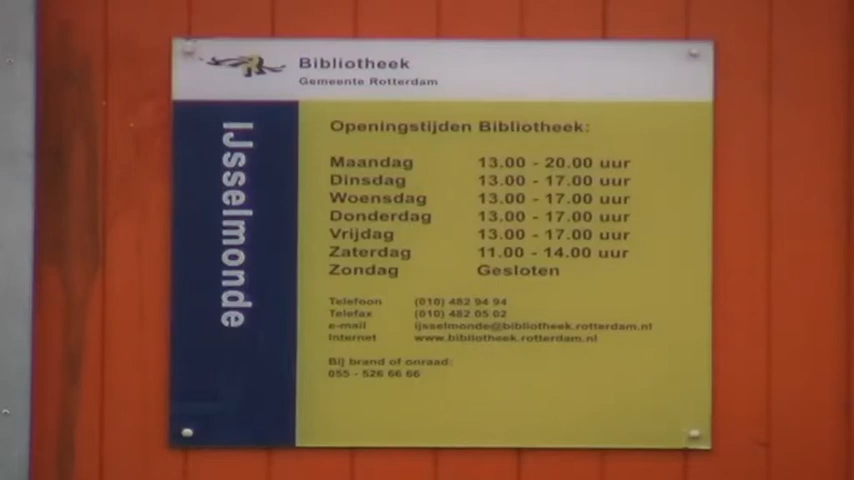 Bibliotheek
Gemeente Rotterdam
IJsselmonde
Openingstijden Bibliotheek:
Maandag 13.00 - 20.00 uur
Dinsdag 13.00 - 17.00 uur
Woensdag 13.00 - 17.00 uur
Donderdag 13.00 - 17.00 uur
Vrijdag 13.00 - 17.00 uur
Zaterdag 11.00 - 14.00 uur
Zondag Gesloten
Telefoon (010) 482 94 94
Telefax (010) 482 05 02
e-mail ijsselmonde@bibliotheek.rotterdam.nl
Internet www.bibliotheek.rotterdam.nl
Bij brand of onraad:
055 - 526 66 66